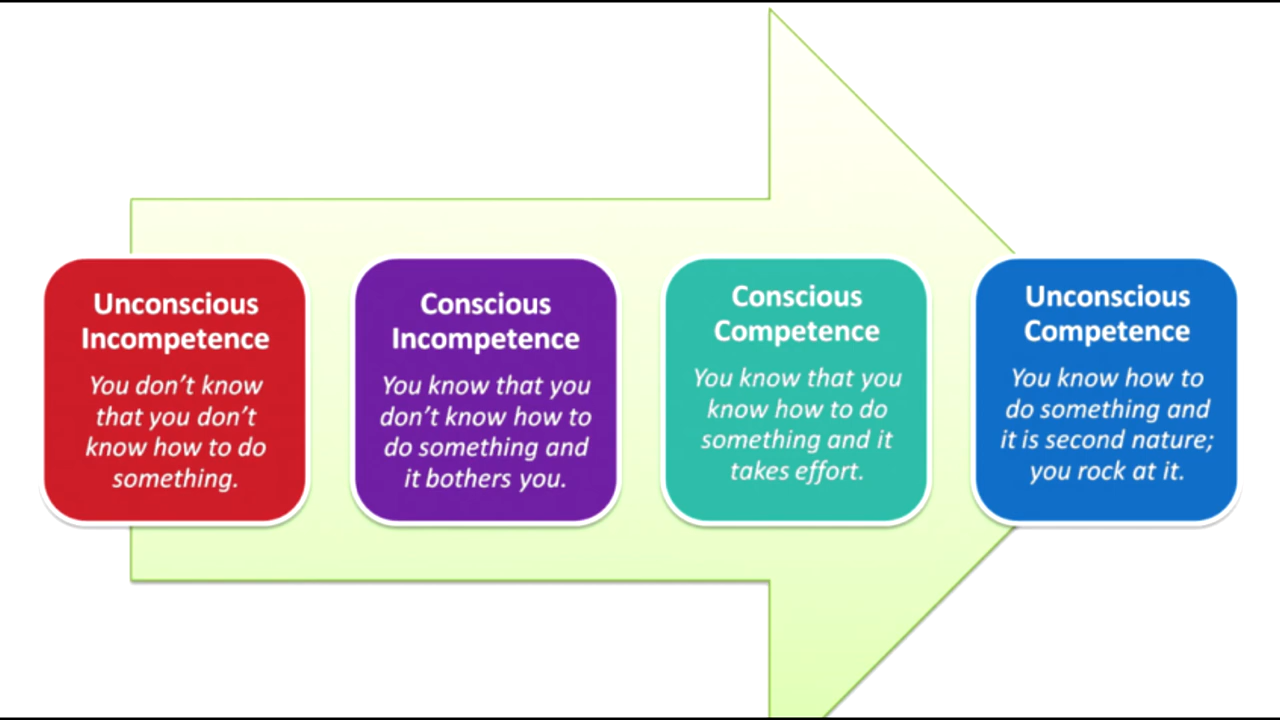 Unconscious
Incompetence
You don’t know
that you don’t
know how to do
something.
Conscious
Incompetence
You know that you
don’t know how to
do something and
it bothers you.
Conscious
Competence
You know that you
know how to do
something and it
takes effort.
Unconscious
Competence
You know how to
do something and
it is second nature;
you rock at it.